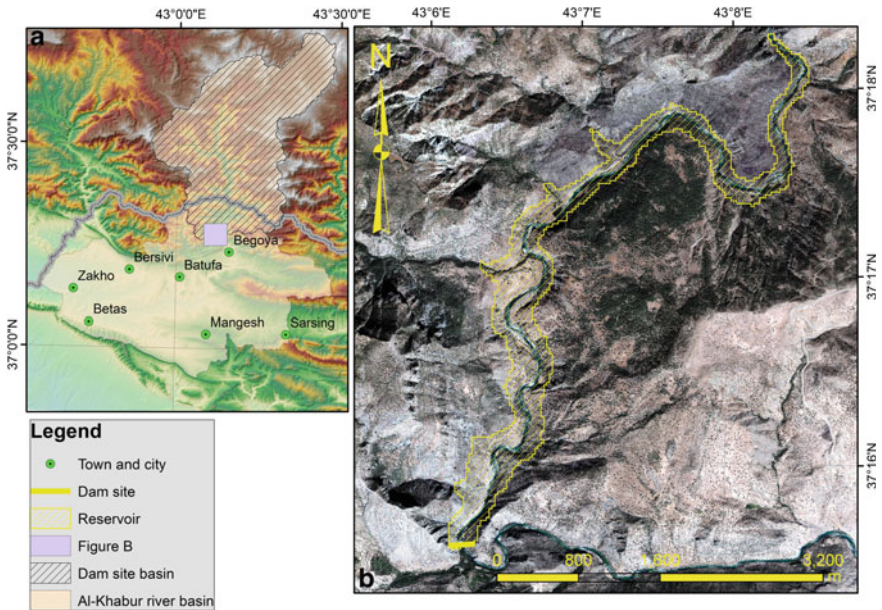 43°0'0"E 43°30'0"E
a
37°30'0"N
37°0'0"N
Begoya
Bersivi
Batufa
Zakho
Betas
Mangesh
Sarsing
Legend
Town and city
Dam site
Reservoir
Figure B
Dam site basin
Al-Khabur river basin
43°6'E 43°7'E 43°8'E
N
37°18'N
37°17'N
37°16'N
b
0 800 1,600 3,200
m